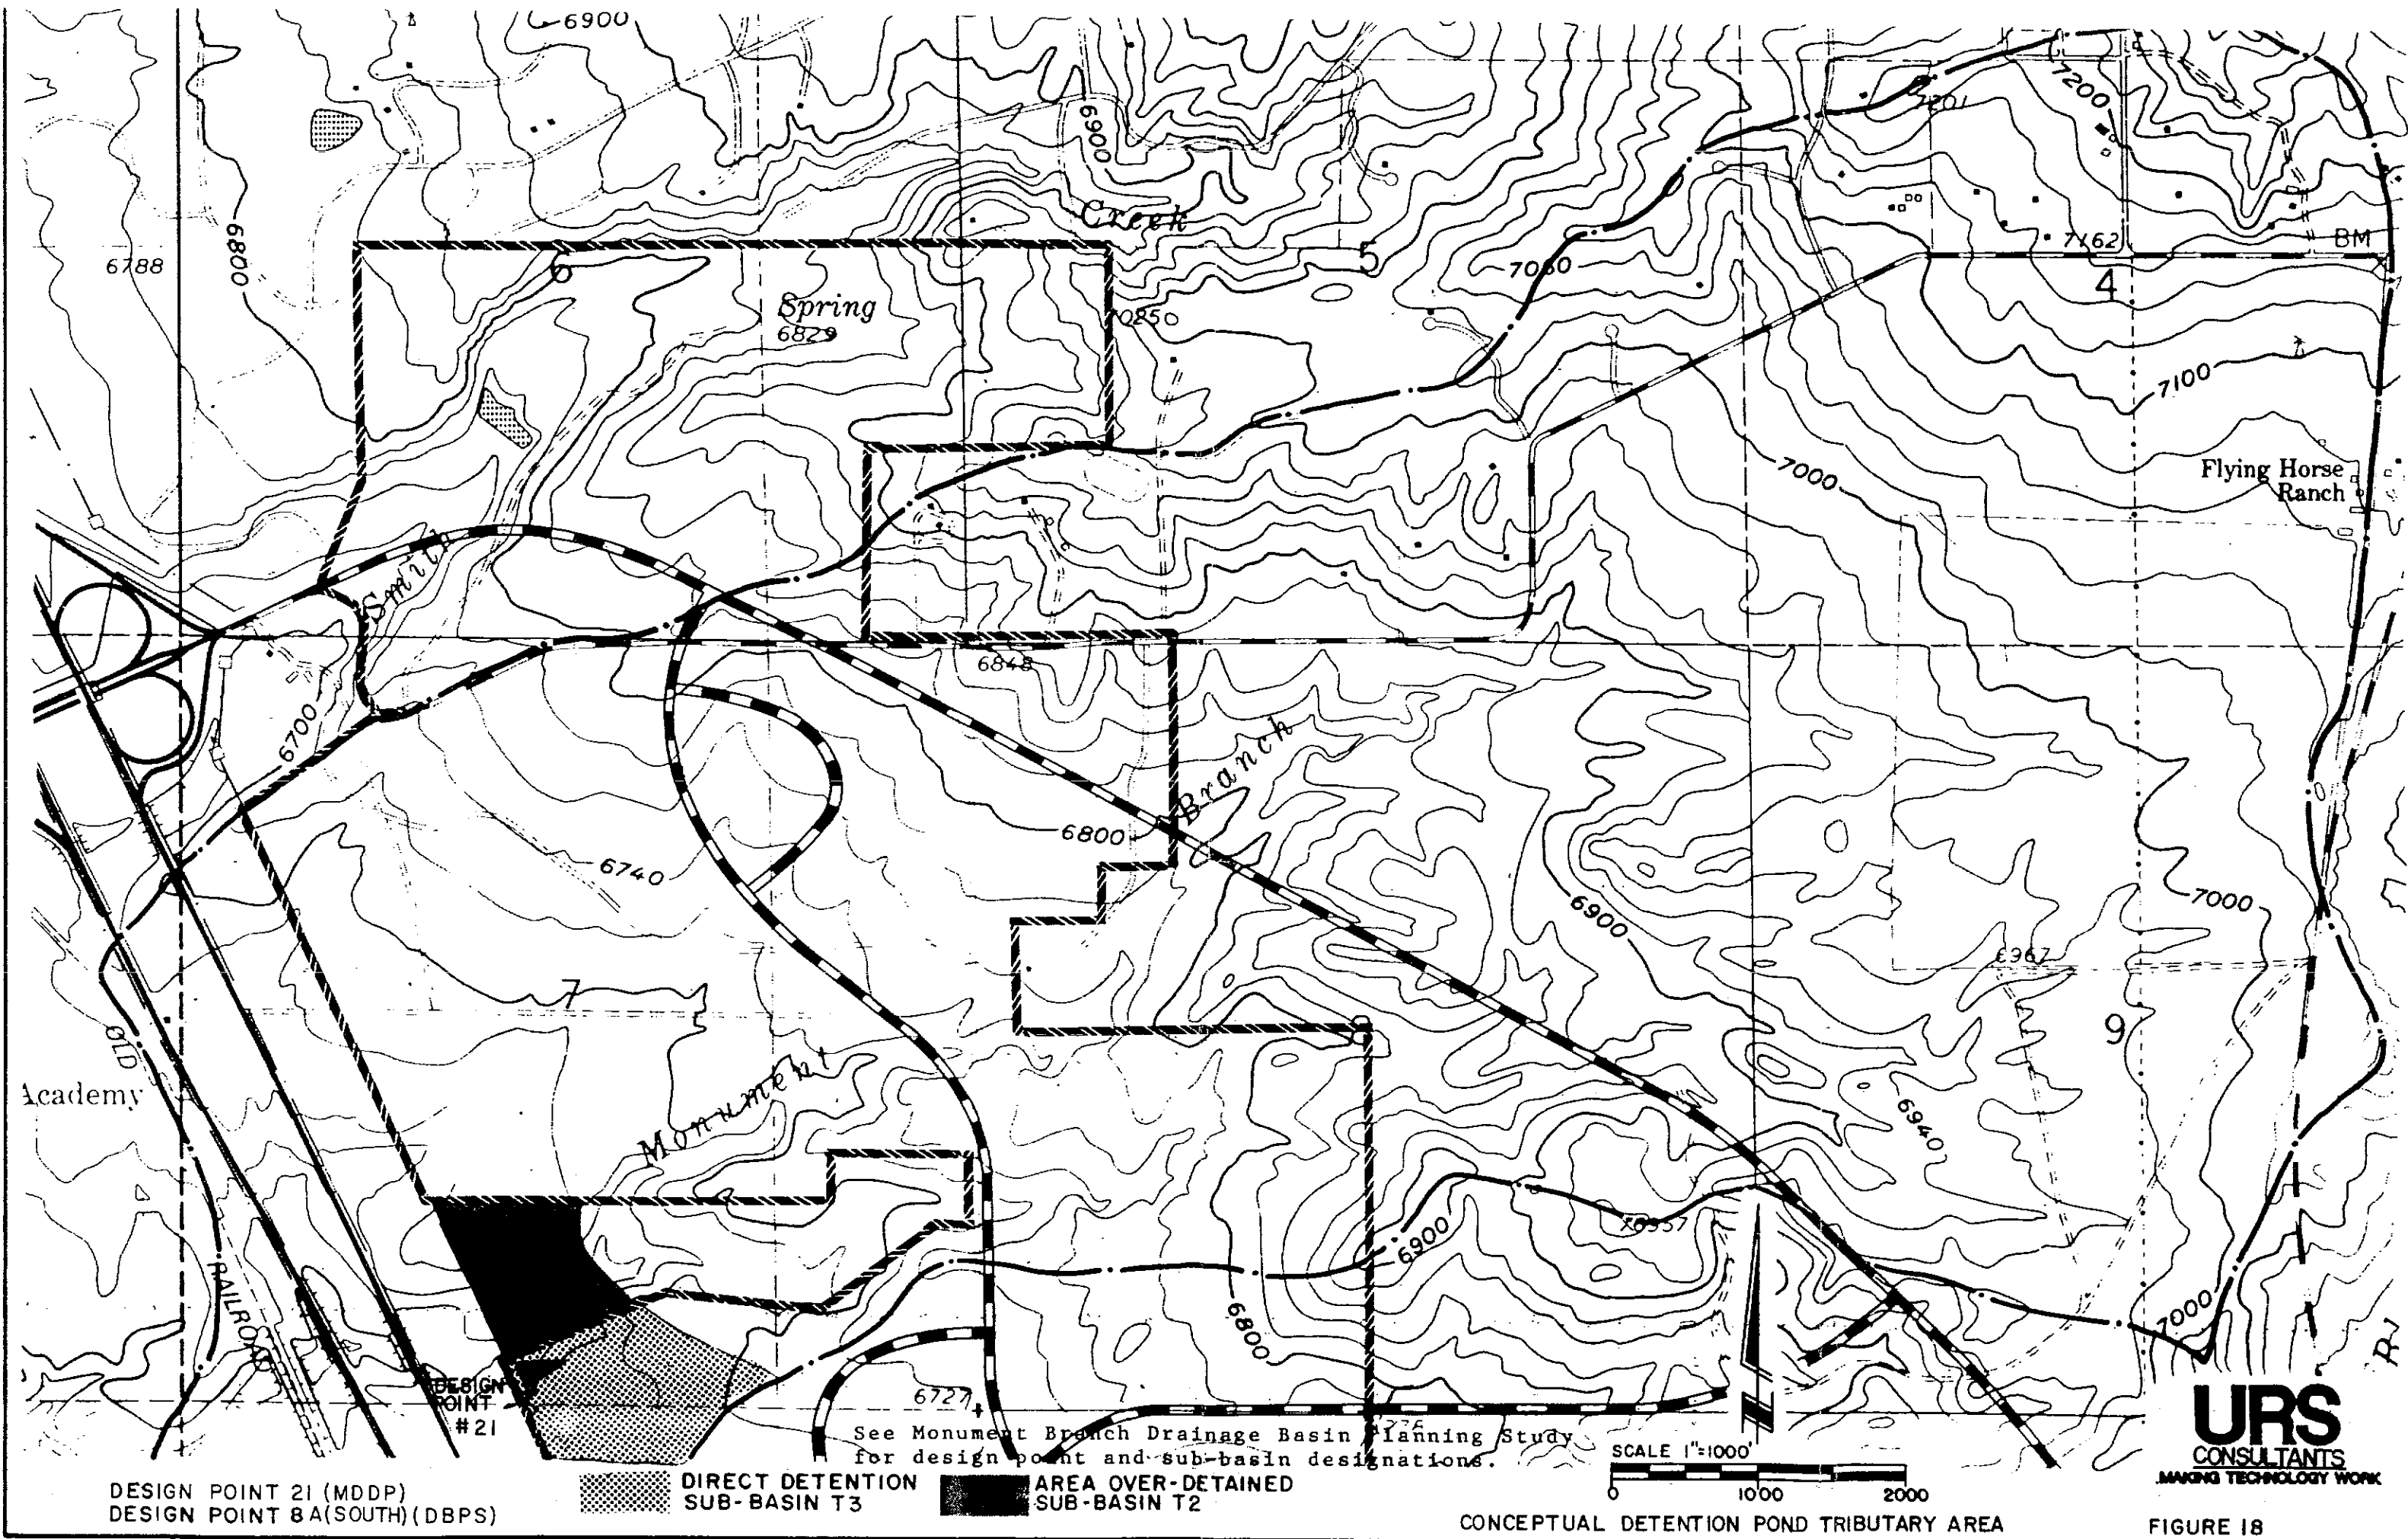 6900
7200
7201
6900
Creek
6800
6788
6
5
7060
7162
BM
4
Spring
6829
7100
Flying Horse
Ranch
7000
Smith
6848
6700
Branch
6800
6740
6900
7000
6967
7
9
OLD
Academy
Monument
6940
6900
6800
7000
RAILROAD
DESIGN
POINT
#21
6727
See Monument Branch Drainage Basin Planning Study
for design point and sub-basin designations.
SCALE 1"=1000'
0 1000 2000
URS
CONSULTANTS
MAKING TECHNOLOGY WORK
DESIGN POINT 21 (MDDP)
DESIGN POINT 8A(SOUTH)(DBPS)
DIRECT DETENTION
SUB-BASIN T3
AREA OVER-DETAINED
SUB-BASIN T2
CONCEPTUAL DETENTION POND TRIBUTARY AREA
FIGURE 18